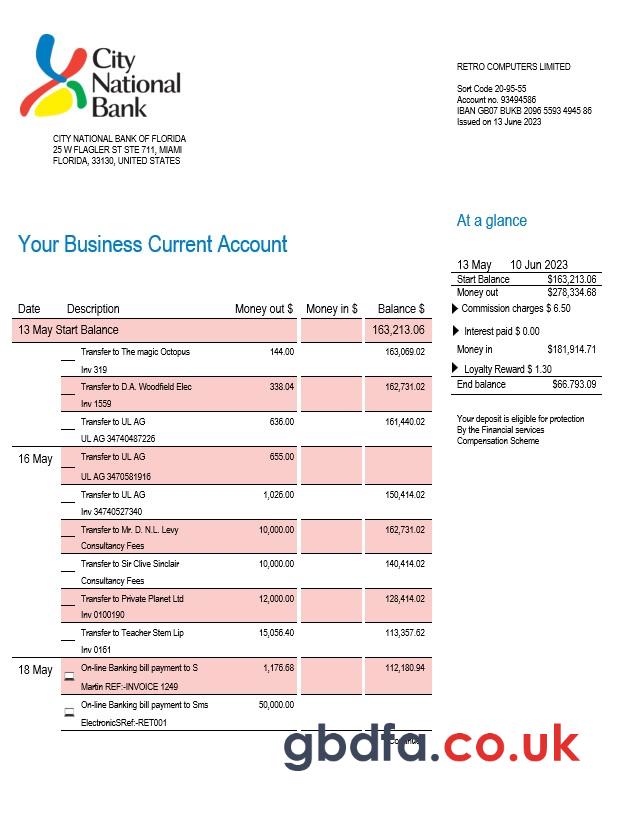 City
National
Bank
CITY NATIONAL BANK OF FLORIDA
25 W FLAGLER ST STE 711, MIAMI
FLORIDA, 33130, UNITED STATES
RETRO COMPUTERS LIMITED
Sort Code 20-95-55
Account no. 93494586
IBAN GB07 BUKB 2096 5593 4945 86
Issued on 13 June 2023
At a glance
Your Business Current Account
13 May 10 Jun 2023
Start Balance $163,213.06
Money out $278,334.68
Commission charges $ 6.50
Interest paid $ 0.00
Money in $181,914.71
Loyalty Reward $ 1.30
End balance $66.793.09
Your deposit is eligible for protection
By the Financial services
Compensation Scheme
Date Description Money out $ Money in $ Balance $
13 May Start Balance 163,213.06
Transfer to The magic Octopus 144.00 163,069.02
Inv 319
Transfer to D.A. Woodfield Elec 338.04 162,731.02
Inv 1559
Transfer to UL AG 636.00 161,440.02
UL AG 34740487226
16 May Transfer to UL AG 655.00
UL AG 3470581916
Transfer to UL AG 1,026.00 150,414.02
Inv 34740527340
Transfer to Mr. D. N.L. Levy 10,000.00 162,731.02
Consultancy Fees
Transfer to Sir Clive Sinclair 10,000.00 140,414.02
Consultancy Fees
Transfer to Private Planet Ltd 12,000.00 128,414.02
Inv 0100190
Transfer to Teacher Stem Lip 15,056.40 113,357.62
Inv 0161
18 May On-line Banking bill payment to S 1,176.68 112,180.94
Martin REF:-INVOICE 1249
On-line Banking bill payment to Sms 50,000.00
ElectronicSRef:-RET001
gbdfa.co.uk